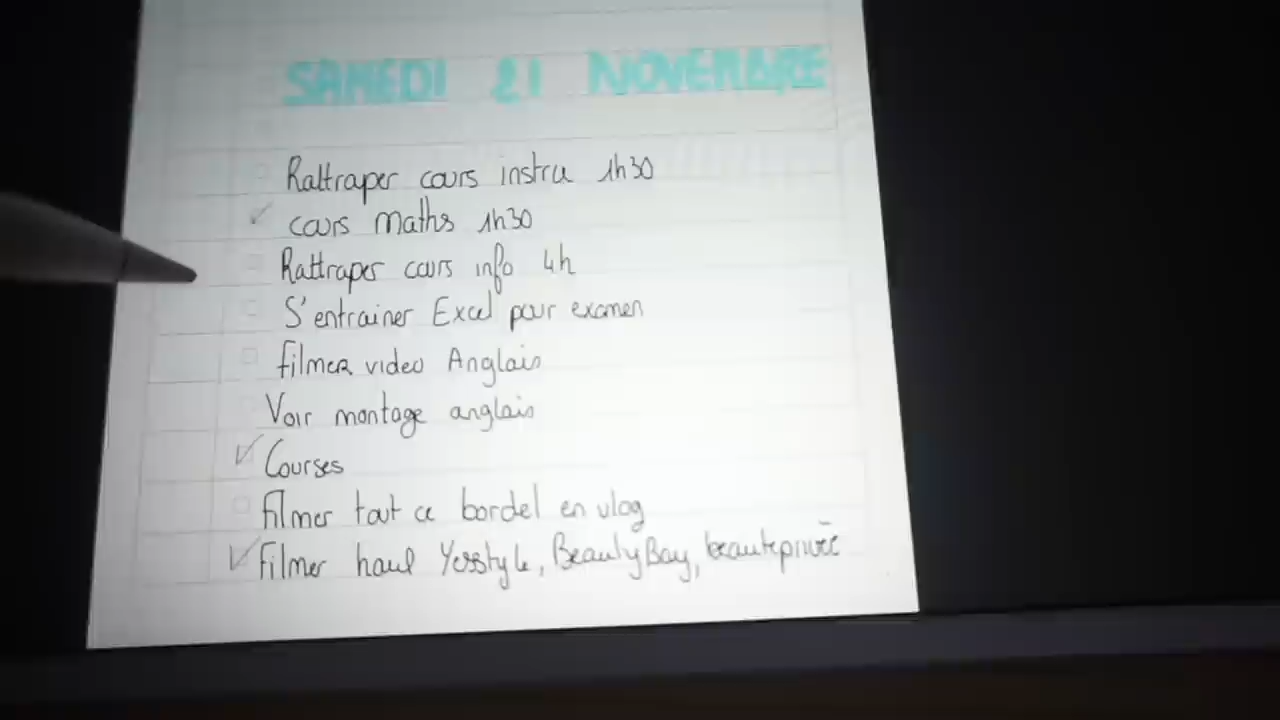 SAMEDI 21 NOVEMBRE
Rattraper cours instru 1h30
cours maths 1h30
Rattraper cours info 4h
S'entrainer Excel pour examen
filmer video Anglais
Voir montage anglais
Courses
filmer tout ce bordel en vlog
filmer haul Yesstyle, BeautyBay, beauteprivée